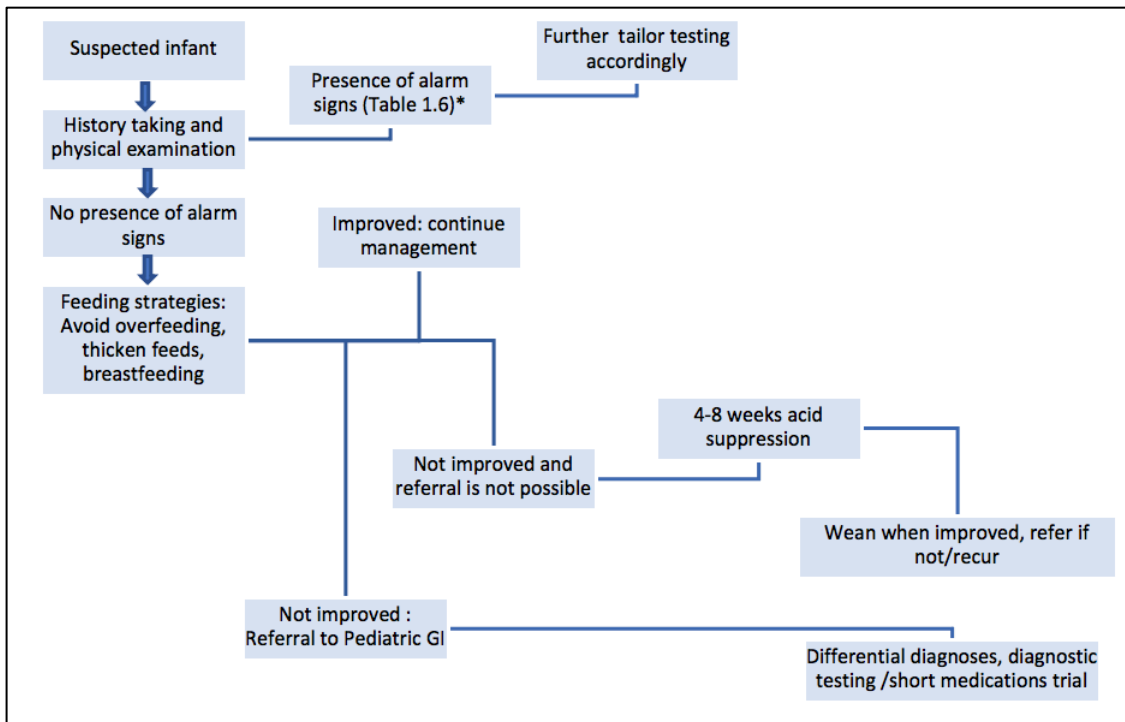 Suspected infant
Further tailor testing
accordingly
Presence of alarm
signs (Table 1.6)*
History taking and
physical examination
No presence of alarm
signs
Improved: continue
management
Feeding strategies:
Avoid overfeeding,
thicken feeds,
breastfeeding
4-8 weeks acid
suppression
Not improved and
referral is not possible
Wean when improved, refer if
not/recur
Not improved :
Referral to Pediatric GI
Differential diagnoses, diagnostic
testing /short medications trial